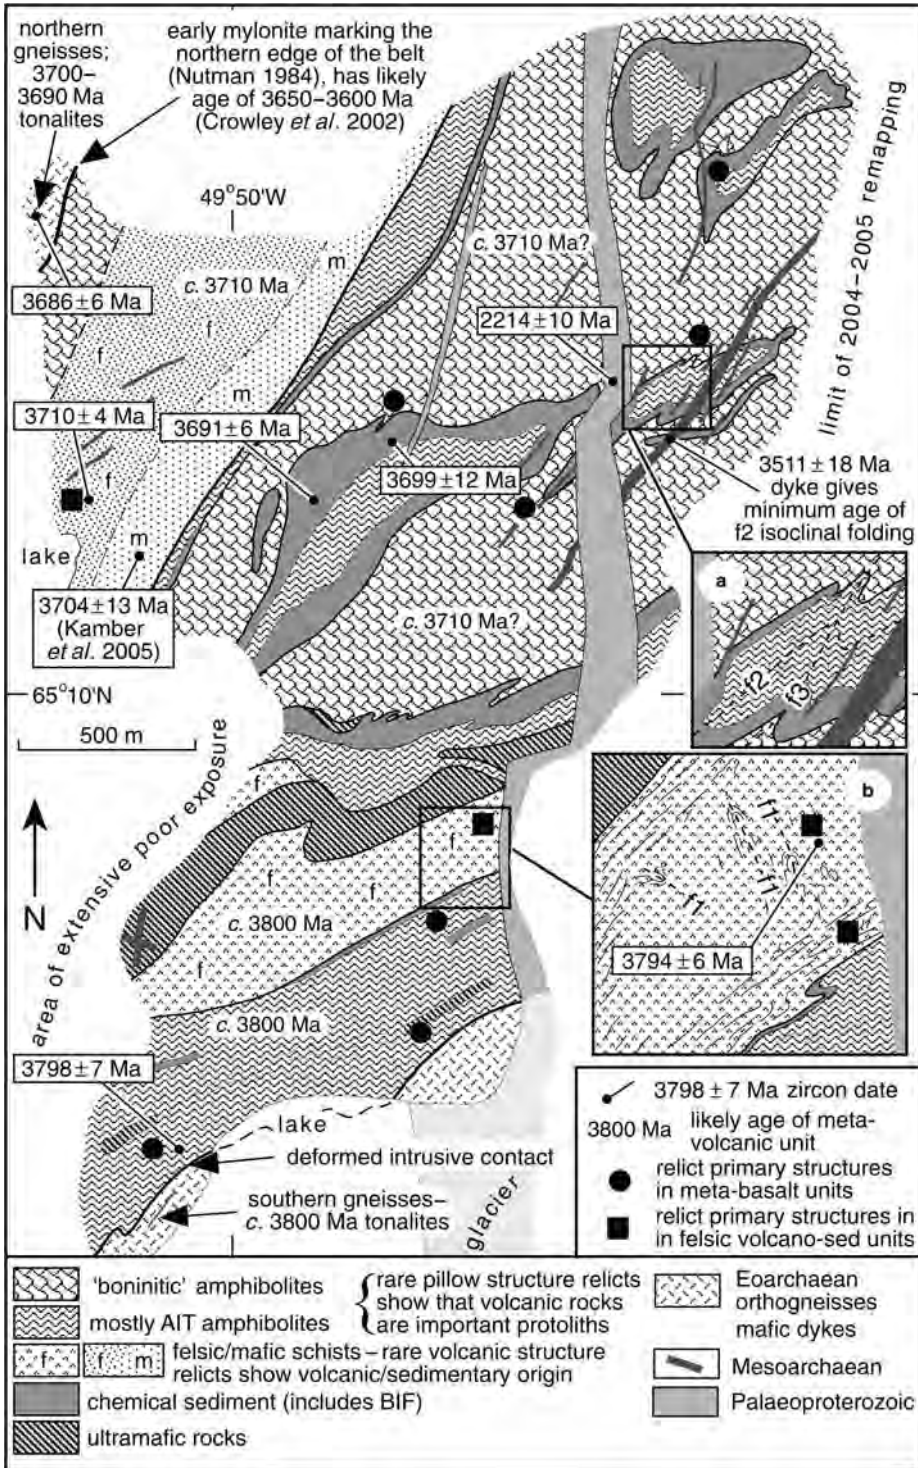 northern
gneisses;
3700–
3690 Ma
tonalites
early mylonite marking the
northern edge of the belt
(Nutman 1984), has likely
age of 3650–3600 Ma
(Crowley et al. 2002)
49°50'W
m
c. 3710 Ma
c. 3710 Ma?
3686±6 Ma
f
2214±10 Ma
limit of 2004–2005 remapping
f
m
3710±4 Ma
3691±6 Ma
f
3699±12 Ma
3511±18 Ma
dyke gives
minimum age of
f2 isoclinal folding
lake
m
3704±13 Ma
(Kamber
et al. 2005)
c. 3710 Ma?
a
f2
f3
65°10'N
500 m
area of extensive poor exposure
f
f
f
f
c. 3800 Ma
f
N
b
f1
f1
f1
3794±6 Ma
c. 3800 Ma
3798±7 Ma
lake
deformed intrusive contact
southern gneisses–
c. 3800 Ma tonalites
glacier
3798 ± 7 Ma zircon date
3800 Ma likely age of meta-
volcanic unit
relict primary structures
in meta-basalt units
relict primary structures in
in felsic volcano-sed units
'boninitic' amphibolites
mostly AIT amphibolites
rare pillow structure relicts
show that volcanic rocks
are important protoliths
f f m felsic/mafic schists – rare volcanic structure
relicts show volcanic/sedimentary origin
chemical sediment (includes BIF)
ultramafic rocks
Eoarchaean
orthogneisses
mafic dykes
Mesoarchaean
Palaeoproterozoic